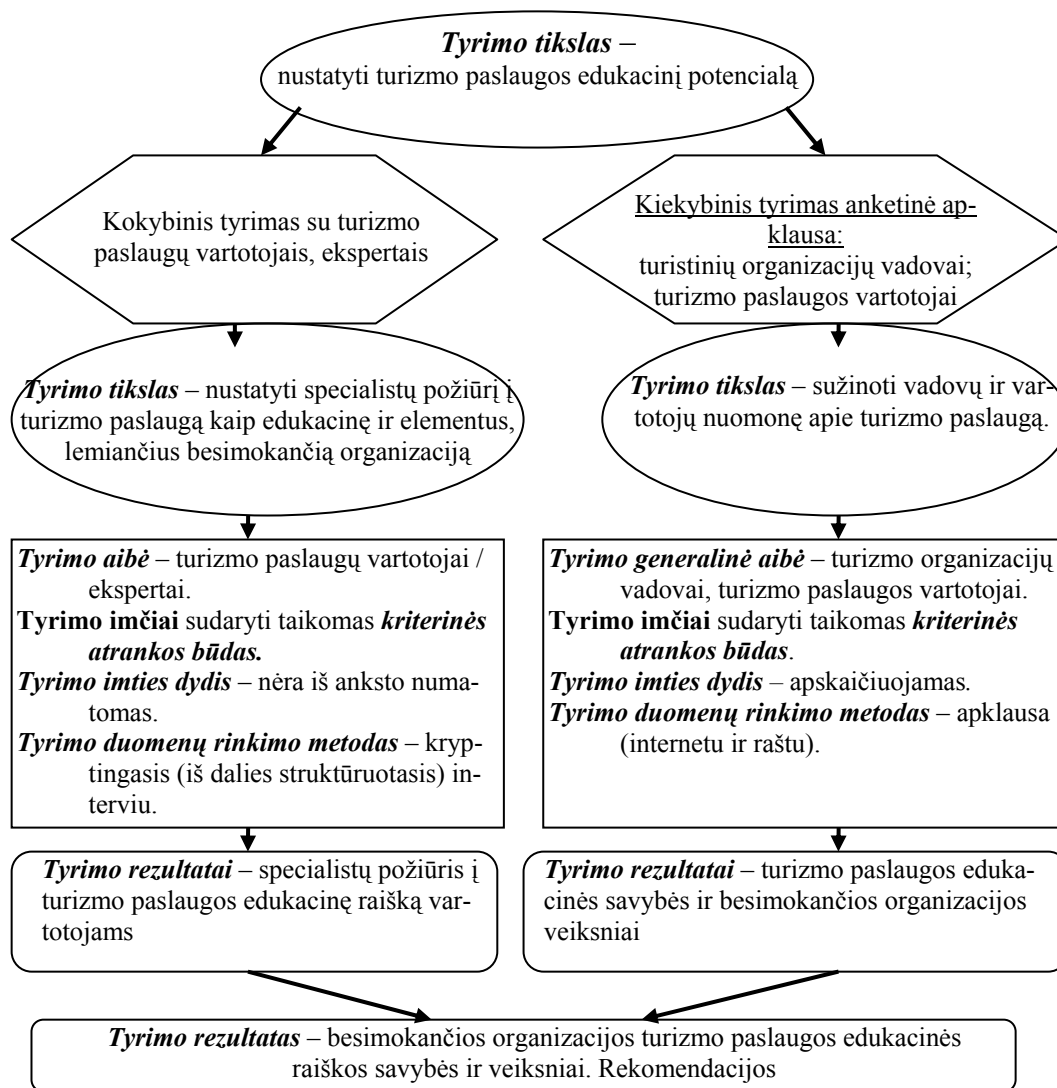 Tyrimo tikslas –
nustatyti turizmo paslaugos edukacinį potencialą
Kokybinis tyrimas su turizmo
paslaugų vartotojais, ekspertais
Kiekybinis tyrimas anketinė ap-
klausa:
turistinių organizacijų vadovai;
turizmo paslaugos vartotojai
Tyrimo tikslas – nustatyti specialistų požiūrį į
turizmo paslaugą kaip edukacinę ir elementus,
lemiančius besimokančią organizaciją
Tyrimo tikslas – sužinoti vadovų ir var-
totojų nuomonę apie turizmo paslaugą.
Tyrimo aibė – turizmo paslaugų vartotojai /
ekspertai.
Tyrimo imčiai sudaryti taikomas kriterinės
atrankos būdas.
Tyrimo imties dydis – nėra iš anksto numa-
tomas.
Tyrimo duomenų rinkimo metodas – kryp-
tingasis (iš dalies struktūruotasis) in-
terviu.
Tyrimo generalinė aibė – turizmo organizacijų
vadovai, turizmo paslaugos vartotojai.
Tyrimo imčiai sudaryti taikomas kriterinės
atrankos būdas.
Tyrimo imties dydis – apskaičiuojamas.
Tyrimo duomenų rinkimo metodas – apklausa
(internetu ir raštu).
Tyrimo rezultatai – specialistų požiūris į
turizmo paslaugos edukacinę raišką var-
totojams
Tyrimo rezultatai – turizmo paslaugos eduka-
cinės savybės ir besimokančios organizacijos
veiksniai
Tyrimo rezultatas – besimokančios organizacijos turizmo paslaugos edukacinės
raiškos savybės ir veiksniai. Rekomendacijos